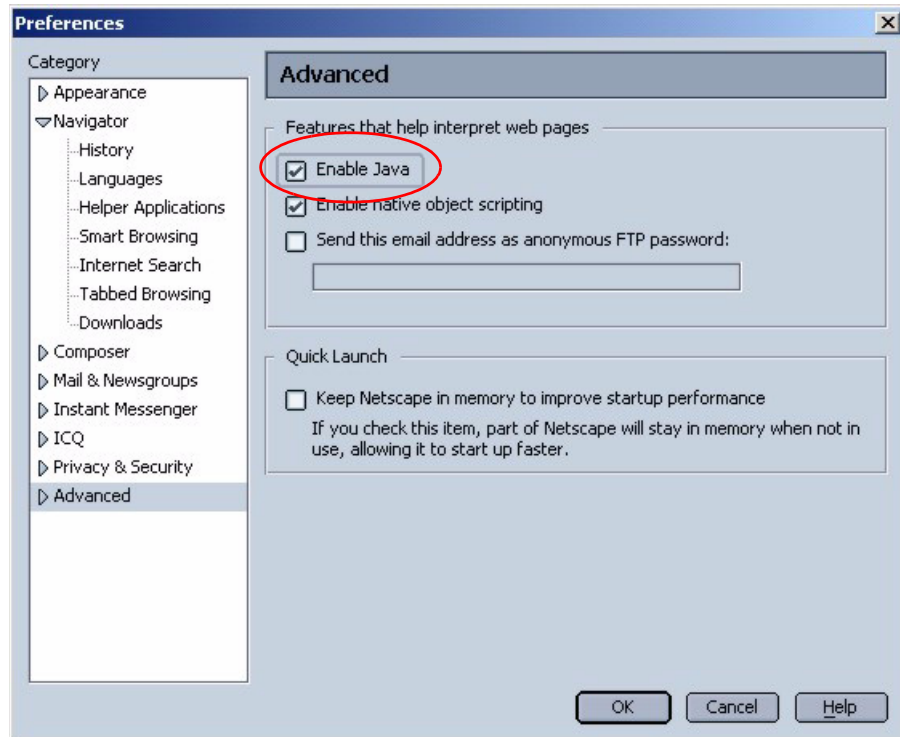 Preferences
Category
Appearance
Navigator
History
Languages
Helper Applications
Smart Browsing
Internet Search
Tabbed Browsing
Downloads
Composer
Mail & Newsgroups
Instant Messenger
ICQ
Privacy & Security
Advanced
Advanced
Features that help interpret web pages
Enable Java
Enable native object scripting
Send this email address as anonymous FTP password:
Quick Launch
Keep Netscape in memory to improve startup performance
If you check this item, part of Netscape will stay in memory when not in
use, allowing it to start up faster.
OK
Cancel
Help